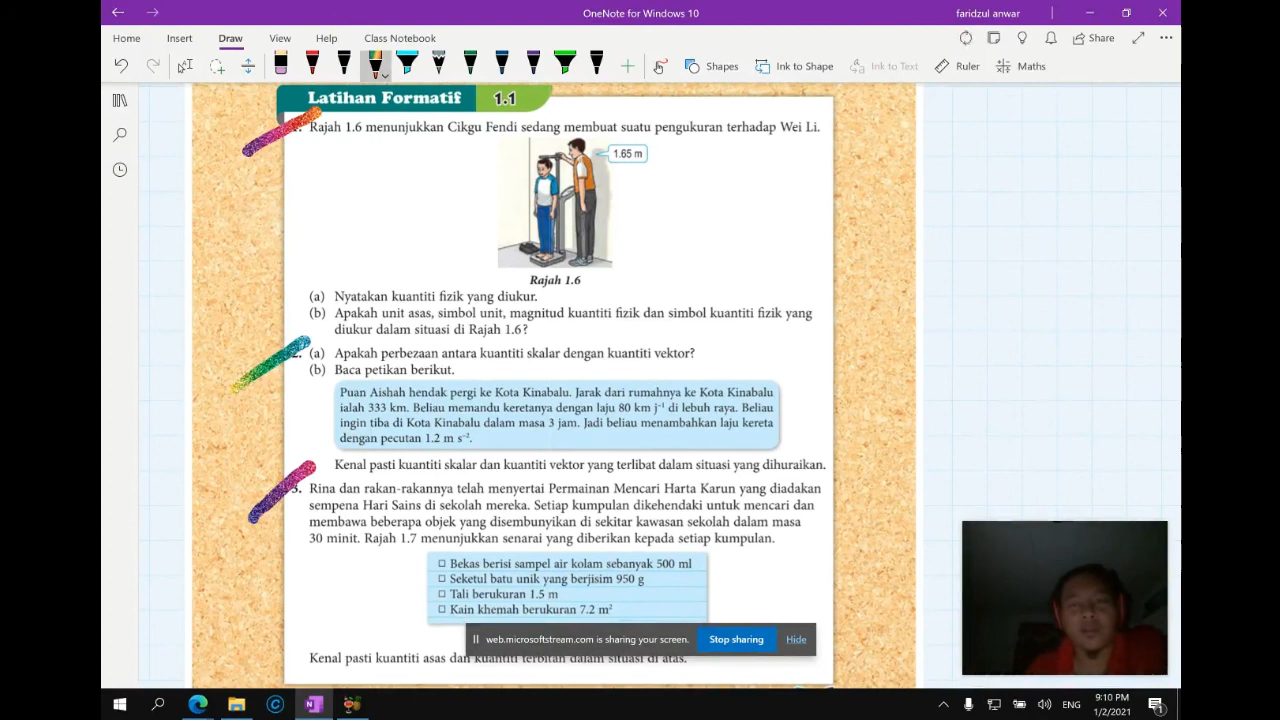 OneNote for Windows 10
faridzul anwar
Home Insert Draw View Help Class Notebook
Share
Shapes Ink to Shape Ink to Text Ruler Maths
Latihan Formatif 1.1
Rajah 1.6 menunjukkan Cikgu Fendi sedang membuat suatu pengukuran terhadap Wei Li.
1.65 m
Rajah 1.6
(a) Nyatakan kuantiti fizik yang diukur.
(b) Apakah unit asas, simbol unit, magnitud kuantiti fizik dan simbol kuantiti fizik yang
diukur dalam situasi di Rajah 1.6?
2. (a) Apakah perbezaan antara kuantiti skalar dengan kuantiti vektor?
(b) Baca petikan berikut.
Puan Aishah hendak pergi ke Kota Kinabalu. Jarak dari rumahnya ke Kota Kinabalu
ialah 333 km. Beliau memandu keretanya dengan laju 80 km j⁻¹ di lebuh raya. Beliau
ingin tiba di Kota Kinabalu dalam masa 3 jam. Jadi beliau menambahkan laju kereta
dengan pecutan 1.2 m s⁻².
Kenal pasti kuantiti skalar dan kuantiti vektor yang terlibat dalam situasi yang dihuraikan.
3. Rina dan rakan-rakannya telah menyertai Permainan Mencari Harta Karun yang diadakan
sempena Hari Sains di sekolah mereka. Setiap kumpulan dikehendaki untuk mencari dan
membawa beberapa objek yang disembunyikan di sekitar kawasan sekolah dalam masa
30 minit. Rajah 1.7 menunjukkan senarai yang diberikan kepada setiap kumpulan.
□ Bekas berisi sampel air kolam sebanyak 500 ml
□ Seketul batu unik yang berjisim 950 g
□ Tali berukuran 1.5 m
□ Kain khemah berukuran 7.2 m²
web.microsoftstream.com is sharing your screen. Stop sharing Hide
Kenal pasti kuantiti asas dan kuantiti terbitan dalam situasi di atas.
ENG
9:10 PM
1/2/2021